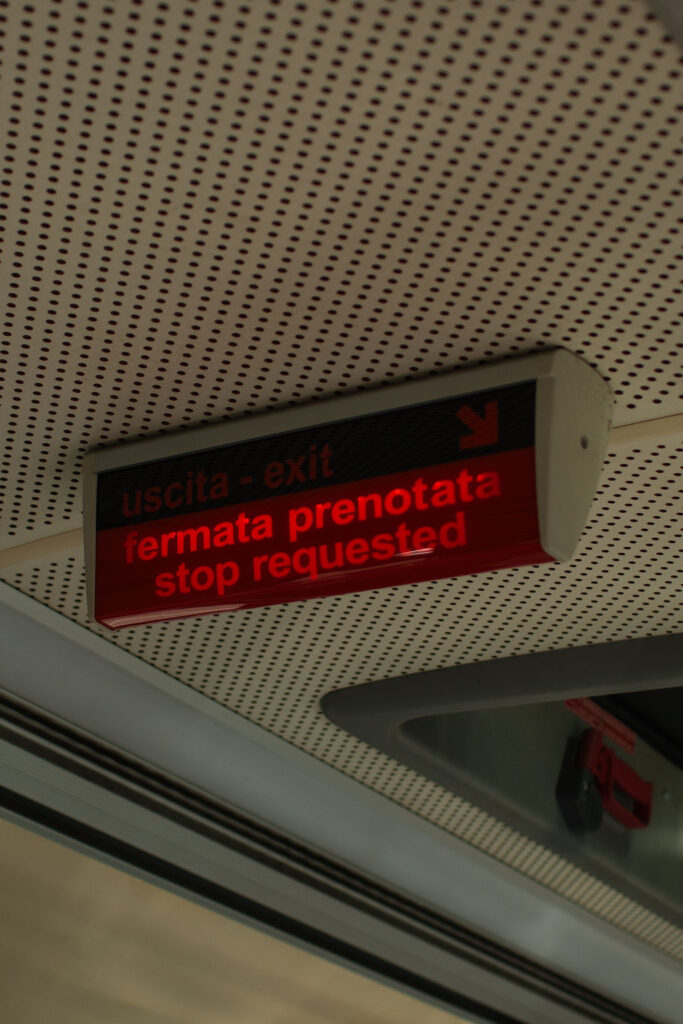 uscita - exit
fermata prenotata
stop requested